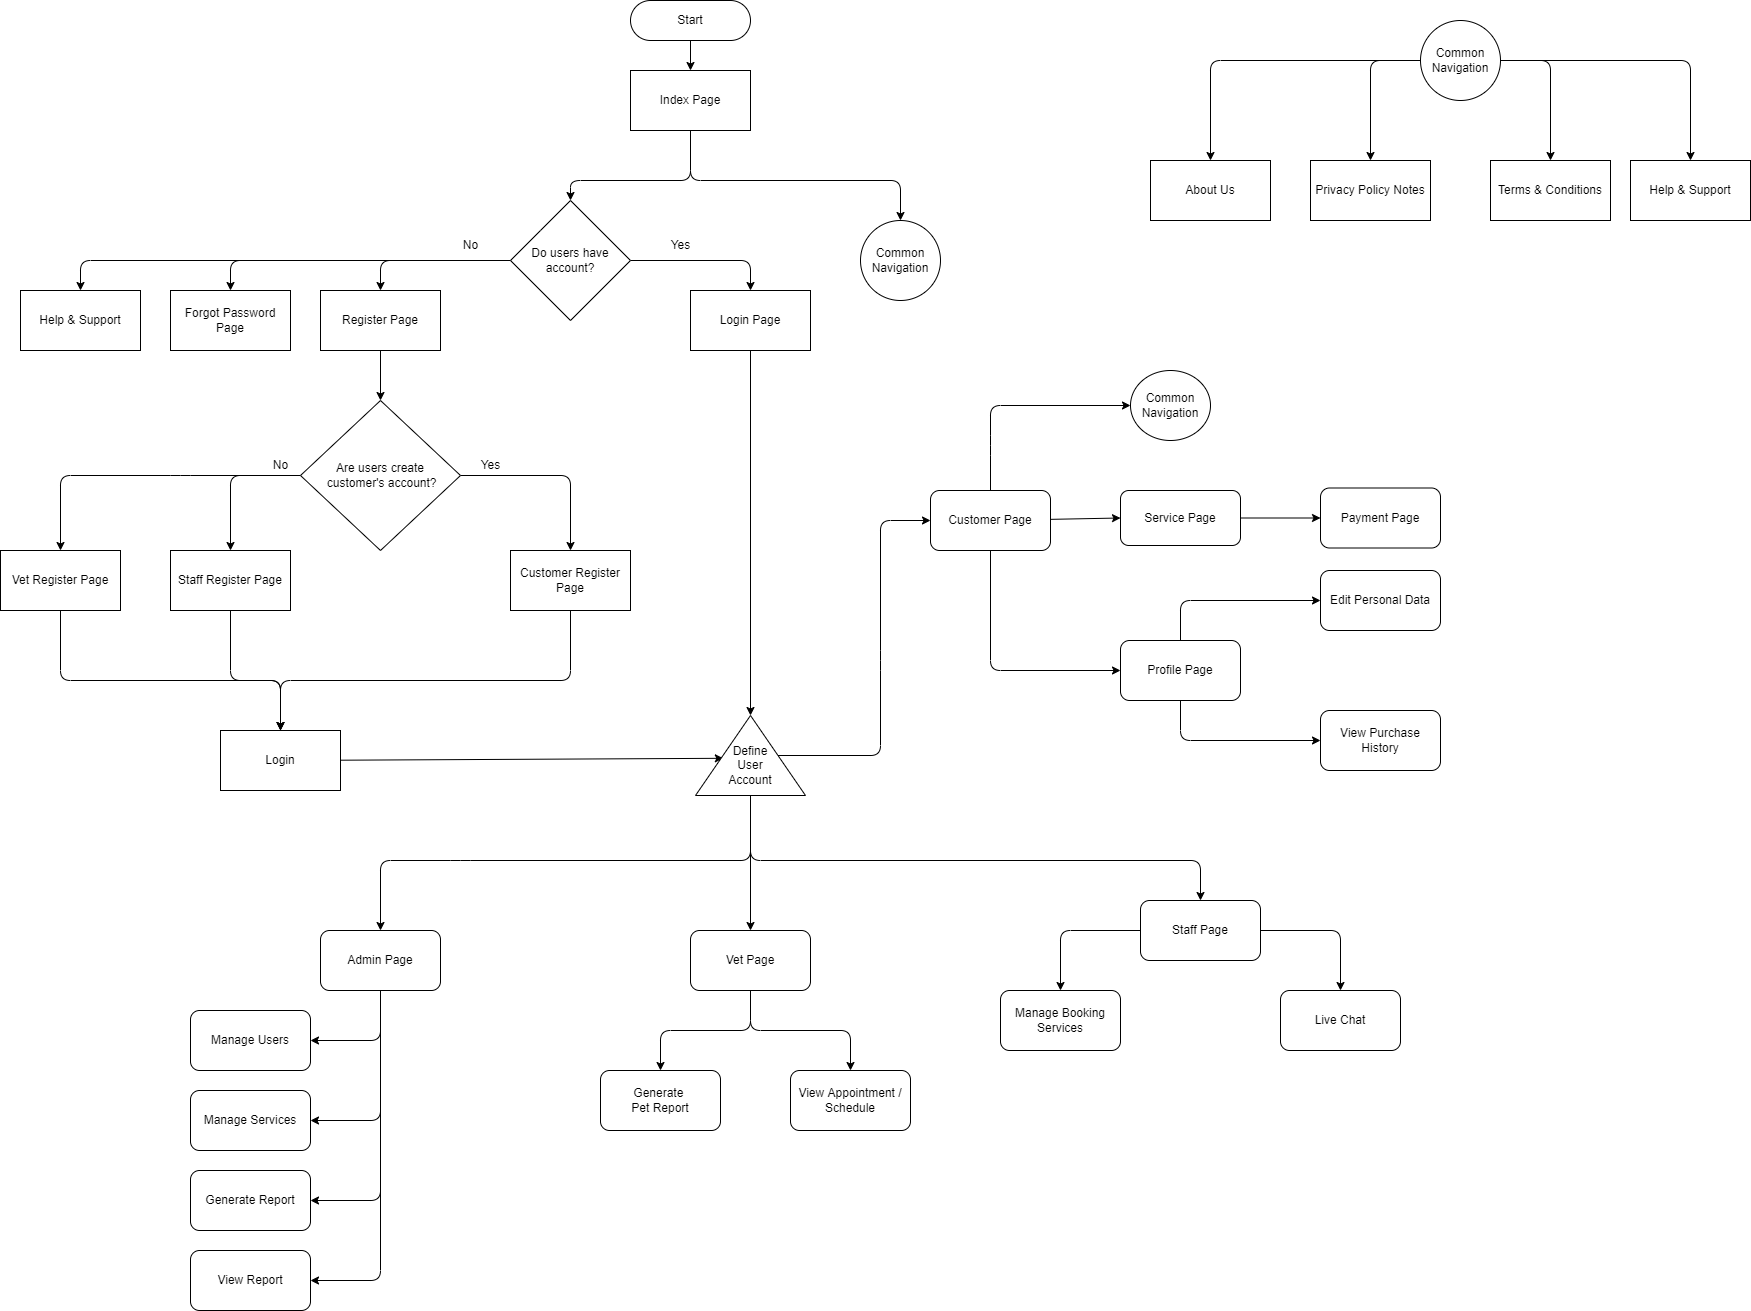 Start
Common
Navigation
Index Page
About Us
Privacy Policy Notes
Terms & Conditions
Help & Support
No
Yes
Do users have
account?
Common
Navigation
Help & Support
Forgot Password
Page
Register Page
Login Page
Common
Navigation
No
Yes
Are users create
customer's account?
Customer Page
Service Page
Payment Page
Vet Register Page
Staff Register Page
Customer Register
Page
Edit Personal Data
Profile Page
View Purchase
History
Login
Define
User
Account
Staff Page
Admin Page
Vet Page
Manage Booking
Services
Live Chat
Manage Users
Generate
Pet Report
View Appointment /
Schedule
Manage Services
Generate Report
View Report